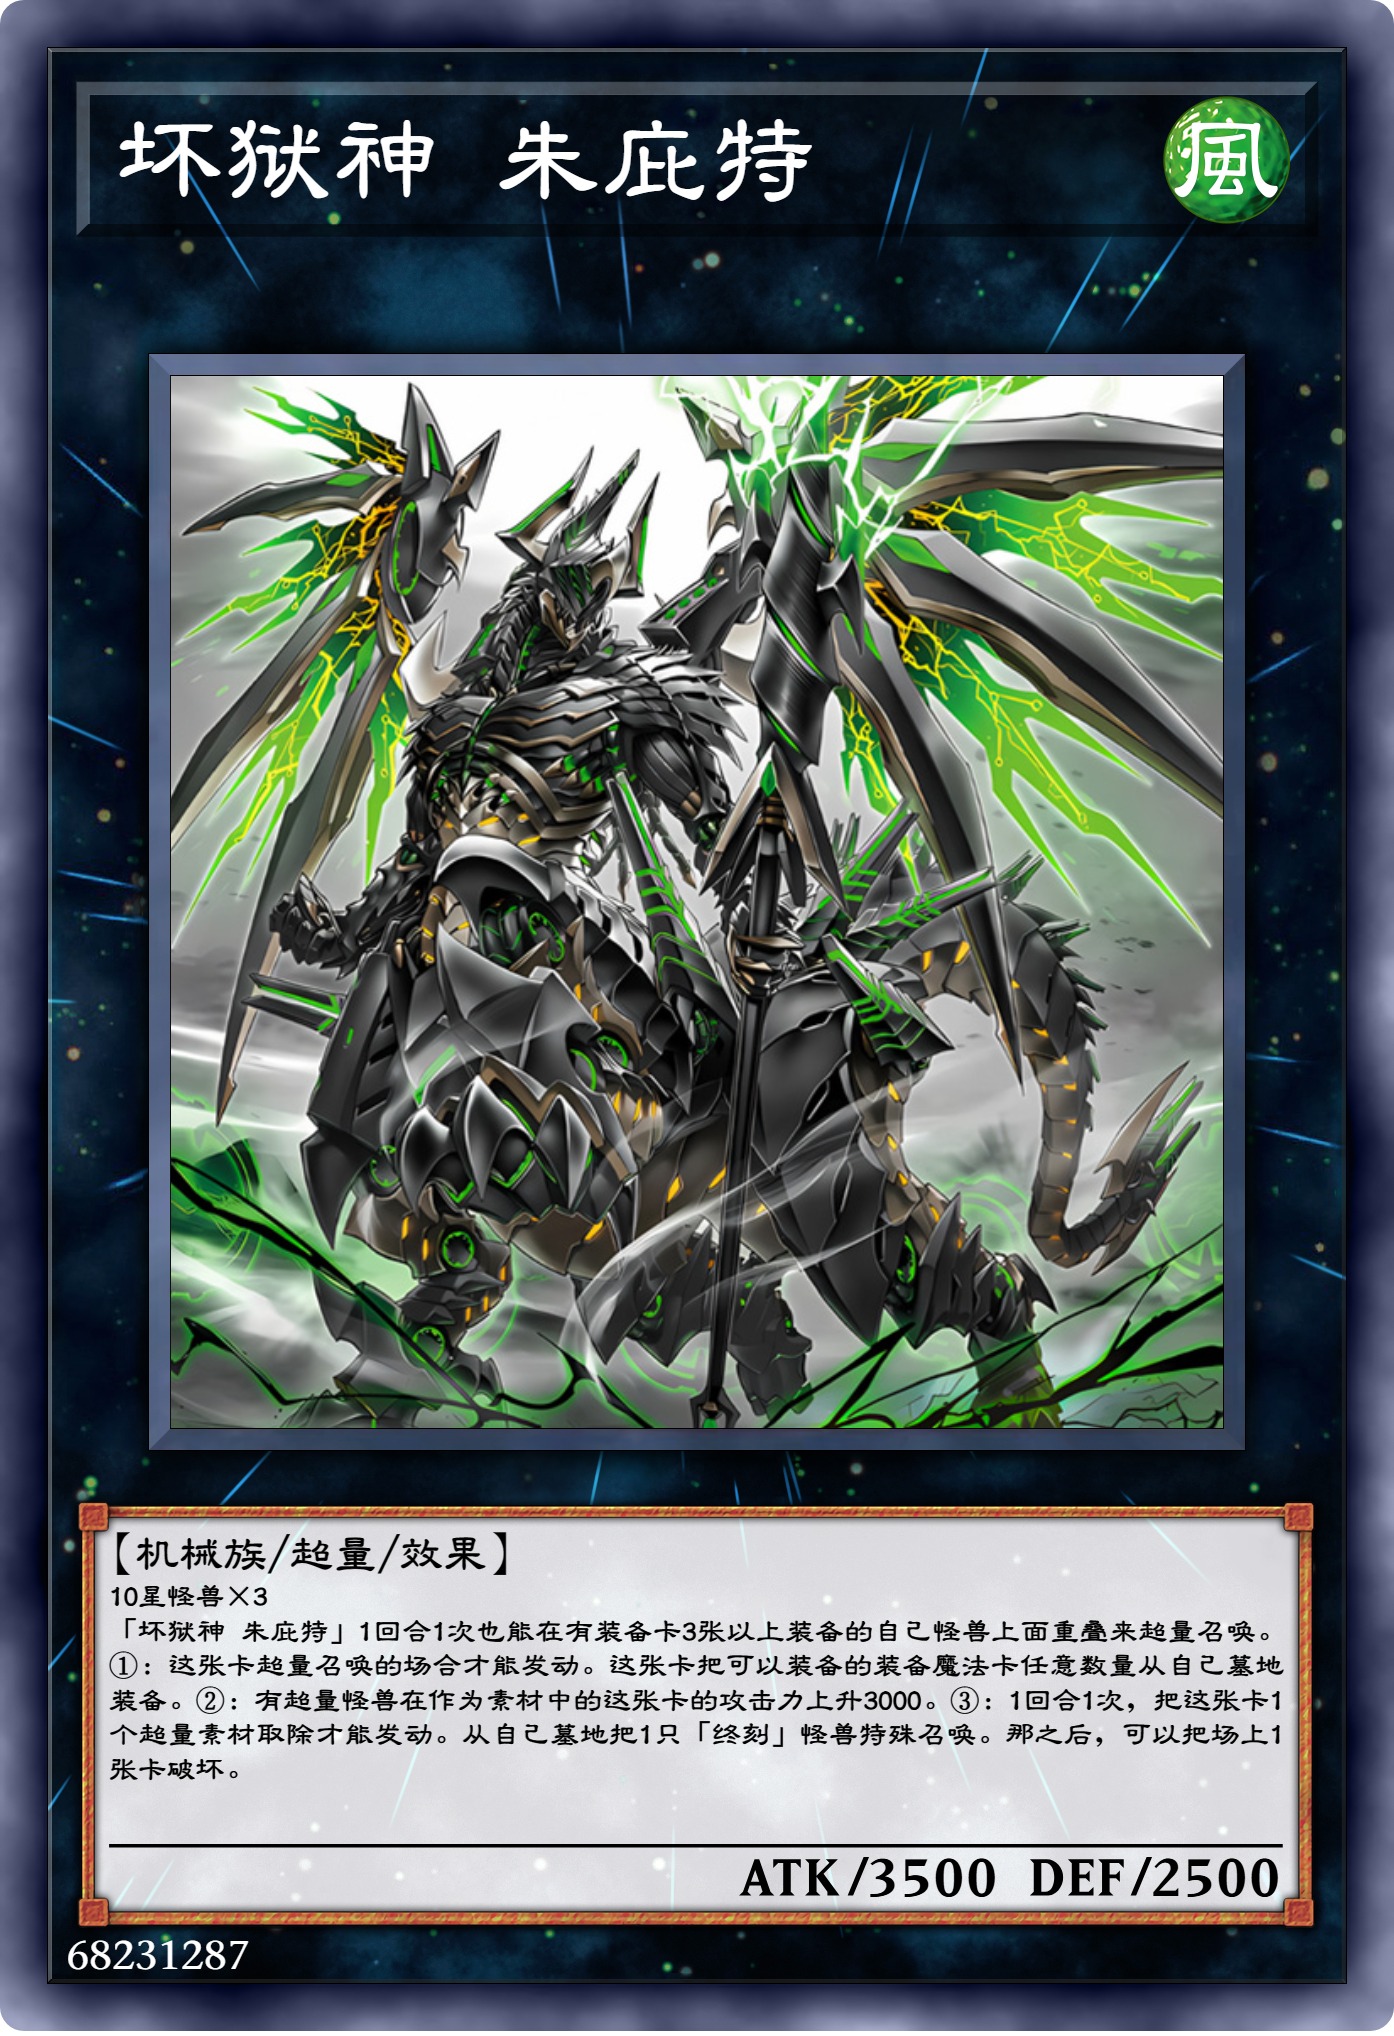 坏狱神 朱庇特
風
【机械族/超量/效果】
10星怪兽×3
「坏狱神 朱庇特」1回合1次也能在有装备卡3张以上装备的自己怪兽上面重叠来超量召唤。
①：这张卡超量召唤的场合才能发动。这张卡把可以装备的装备魔法卡任意数量从自己墓地
装备。②：有超量怪兽在作为素材中的这张卡的攻击力上升3000。③：1回合1次，把这张卡1
个超量素材取除才能发动。从自己墓地把1只「终刻」怪兽特殊召唤。那之后，可以把场上1
张卡破坏。
ATK/3500 DEF/2500
68231287